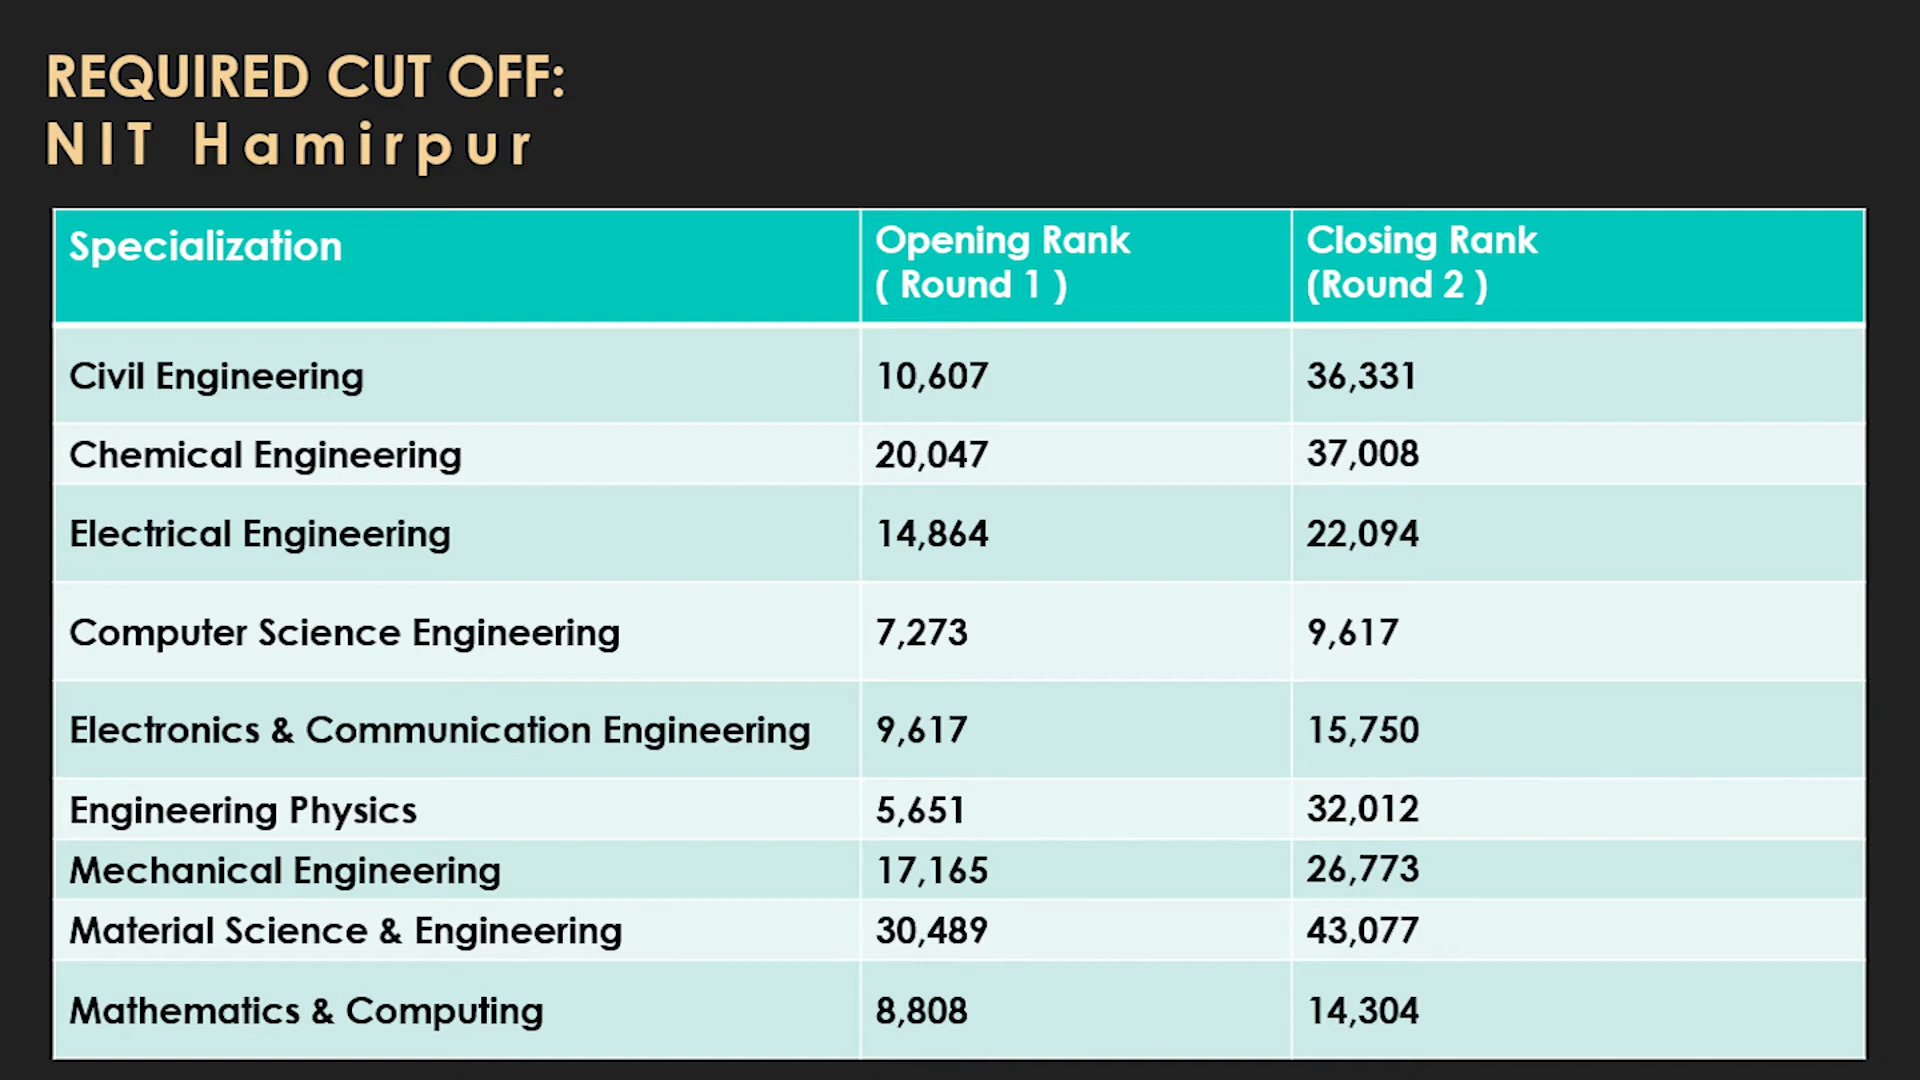 REQUIRED CUT OFF:
NIT Hamirpur
Specialization
Opening Rank
( Round 1 )
Closing Rank
(Round 2 )
Civil Engineering 10,607 36,331
Chemical Engineering 20,047 37,008
Electrical Engineering 14,864 22,094
Computer Science Engineering 7,273 9,617
Electronics & Communication Engineering 9,617 15,750
Engineering Physics 5,651 32,012
Mechanical Engineering 17,165 26,773
Material Science & Engineering 30,489 43,077
Mathematics & Computing 8,808 14,304